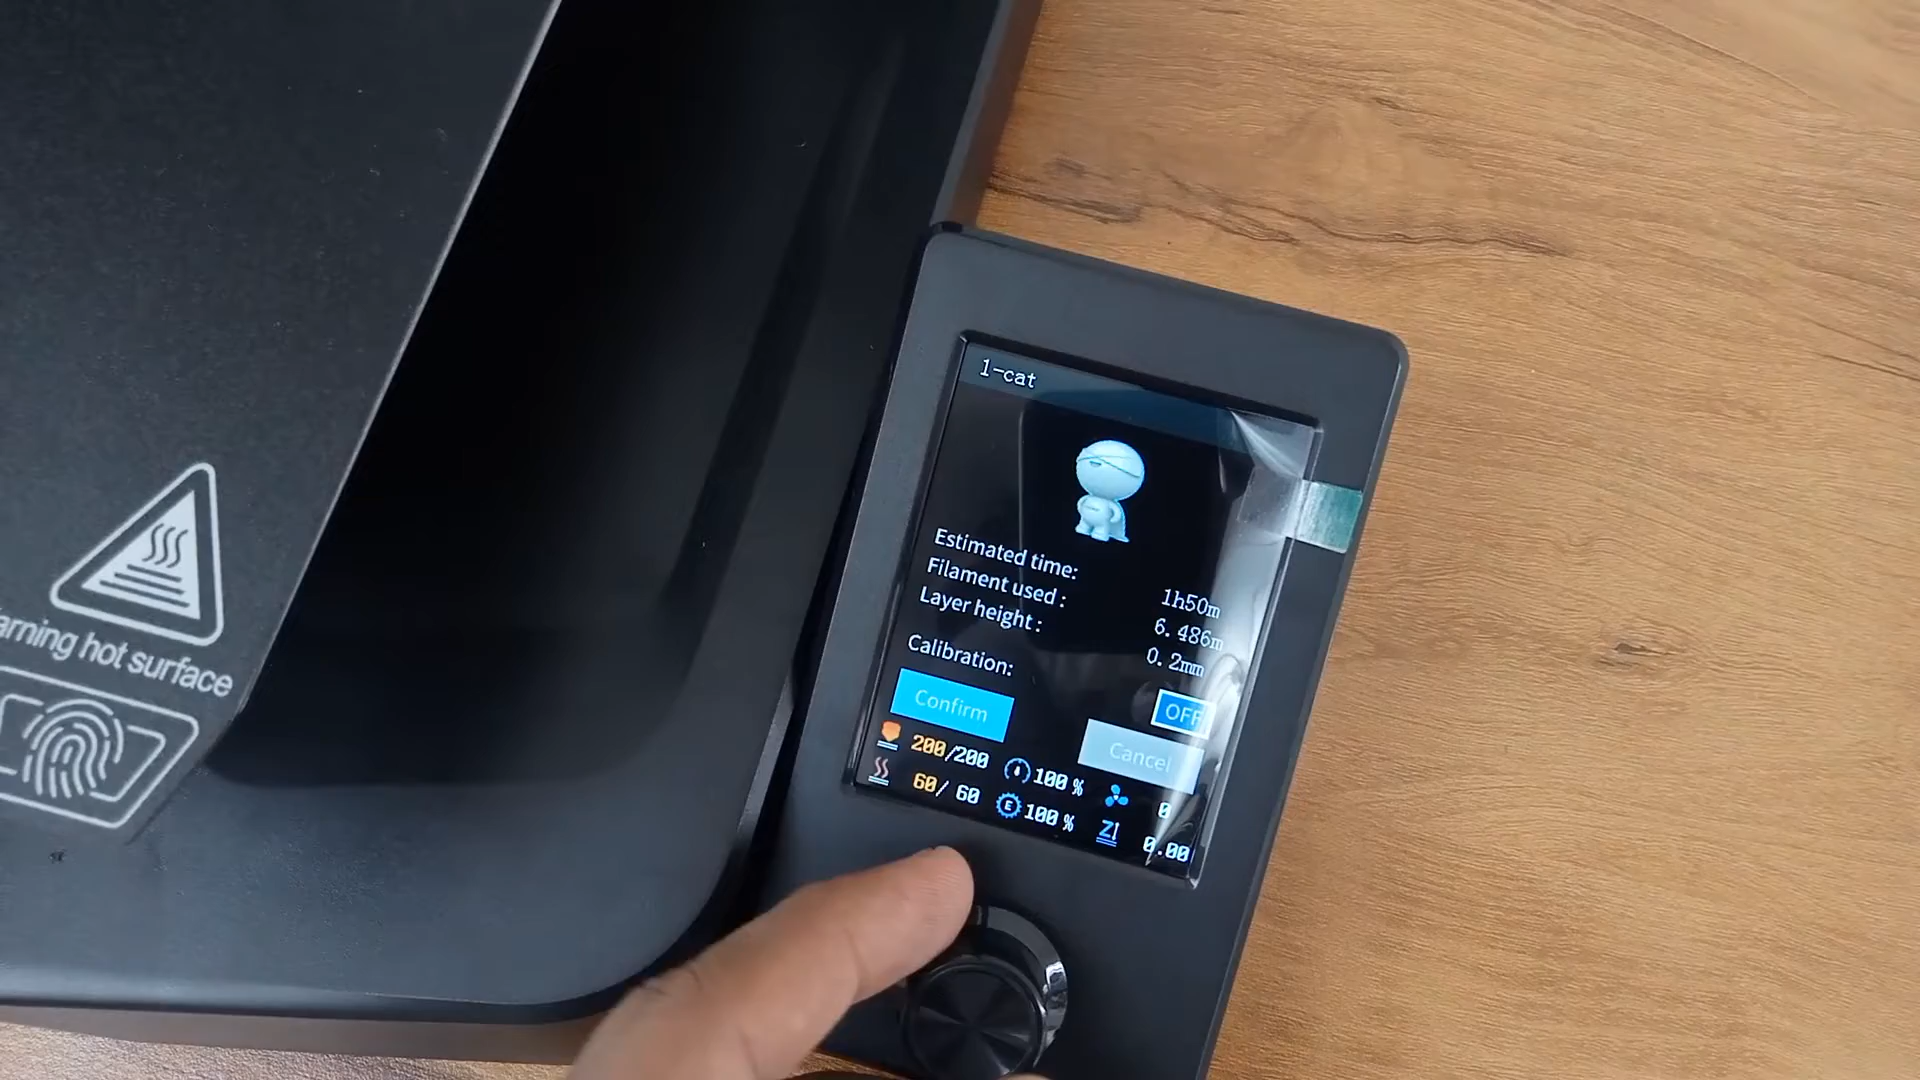 1-cat
Estimated time: 1h50m
Filament used : 6.486m
Layer height : 0.2mm
Calibration: OFF
Confirm Cancel
200/200 100 % 0
60/ 60 E 100 % Z 0.00
hot surface